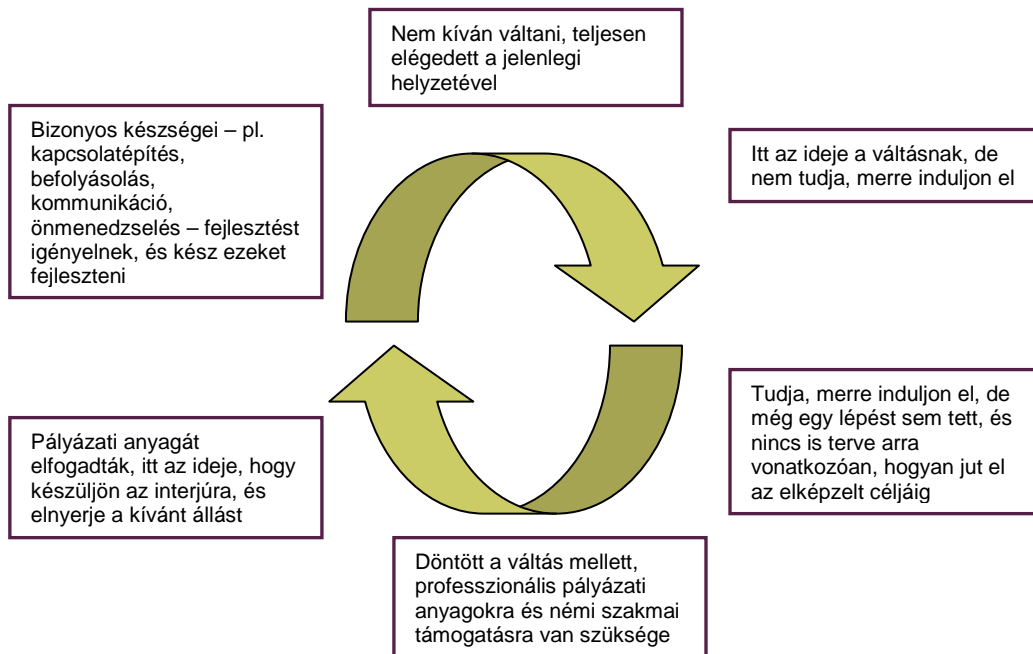 Nem kíván váltani, teljesen
elégedett a jelenlegi
helyzetével
Itt az ideje a váltásnak, de
nem tudja, merre induljon el
Tudja, merre induljon el, de
még egy lépést sem tett, és
nincs is terve arra
vonatkozóan, hogyan jut el
az elképzelt céljáig
Döntött a váltás mellett,
professzionális pályázati
anyagokra és némi szakmai
támogatásra van szüksége
Pályázati anyagát
elfogadták, itt az ideje, hogy
készüljön az interjúra, és
elnyerje a kívánt állást
Bizonyos készségei – pl.
kapcsolatépítés,
befolyásolás,
kommunikáció,
önmenedzselés – fejlesztést
igényelnek, és kész ezeket
fejleszteni